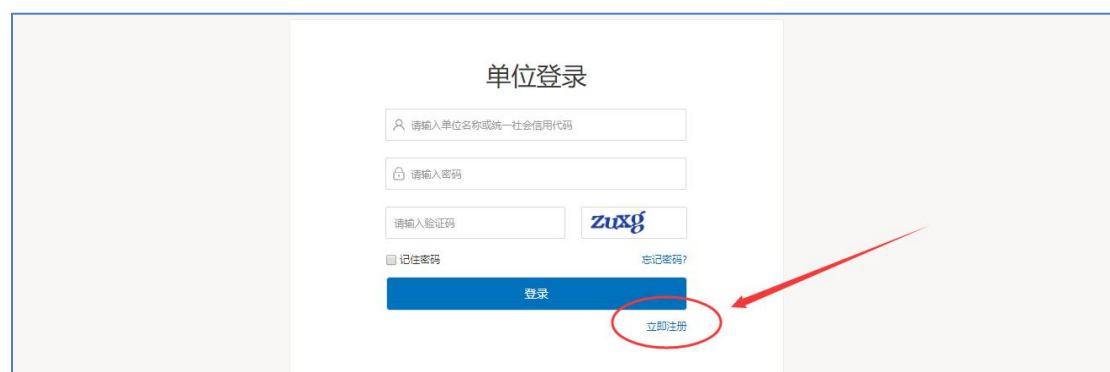 单位登录
请输入单位名称或统一社会信用代码
请输入密码
请输入验证码
zuxg
记住密码
忘记密码?
登录
立即注册